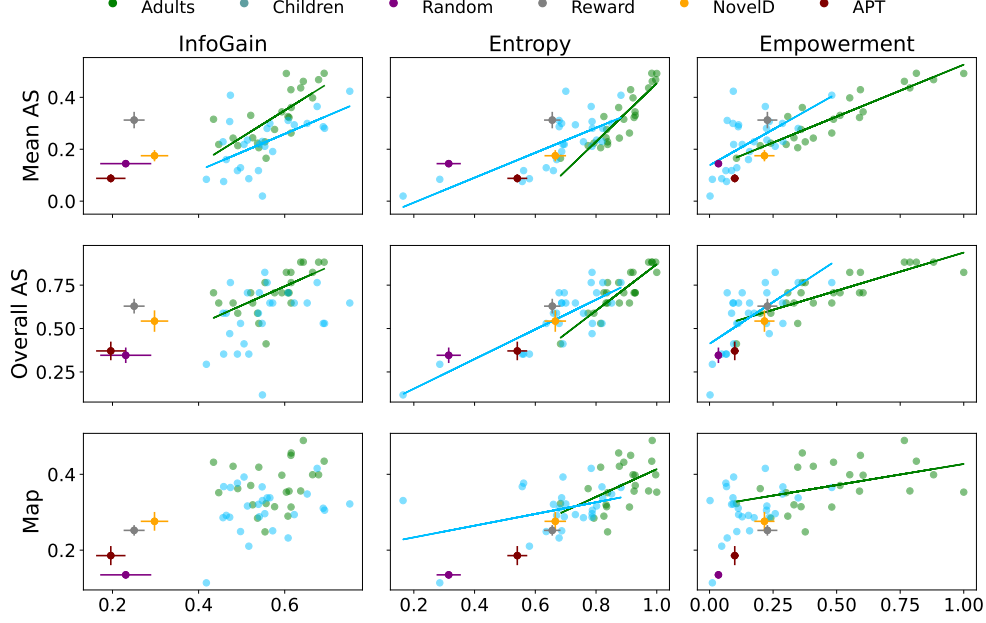 Adults Children Random Reward NovelD APT
InfoGain Entropy Empowerment
Mean AS
0.4
0.2
0.0
Overall AS
0.75
0.50
0.25
Map
0.4
0.2
0.2 0.4 0.6 0.2 0.4 0.6 0.8 1.0 0.00 0.25 0.50 0.75 1.00